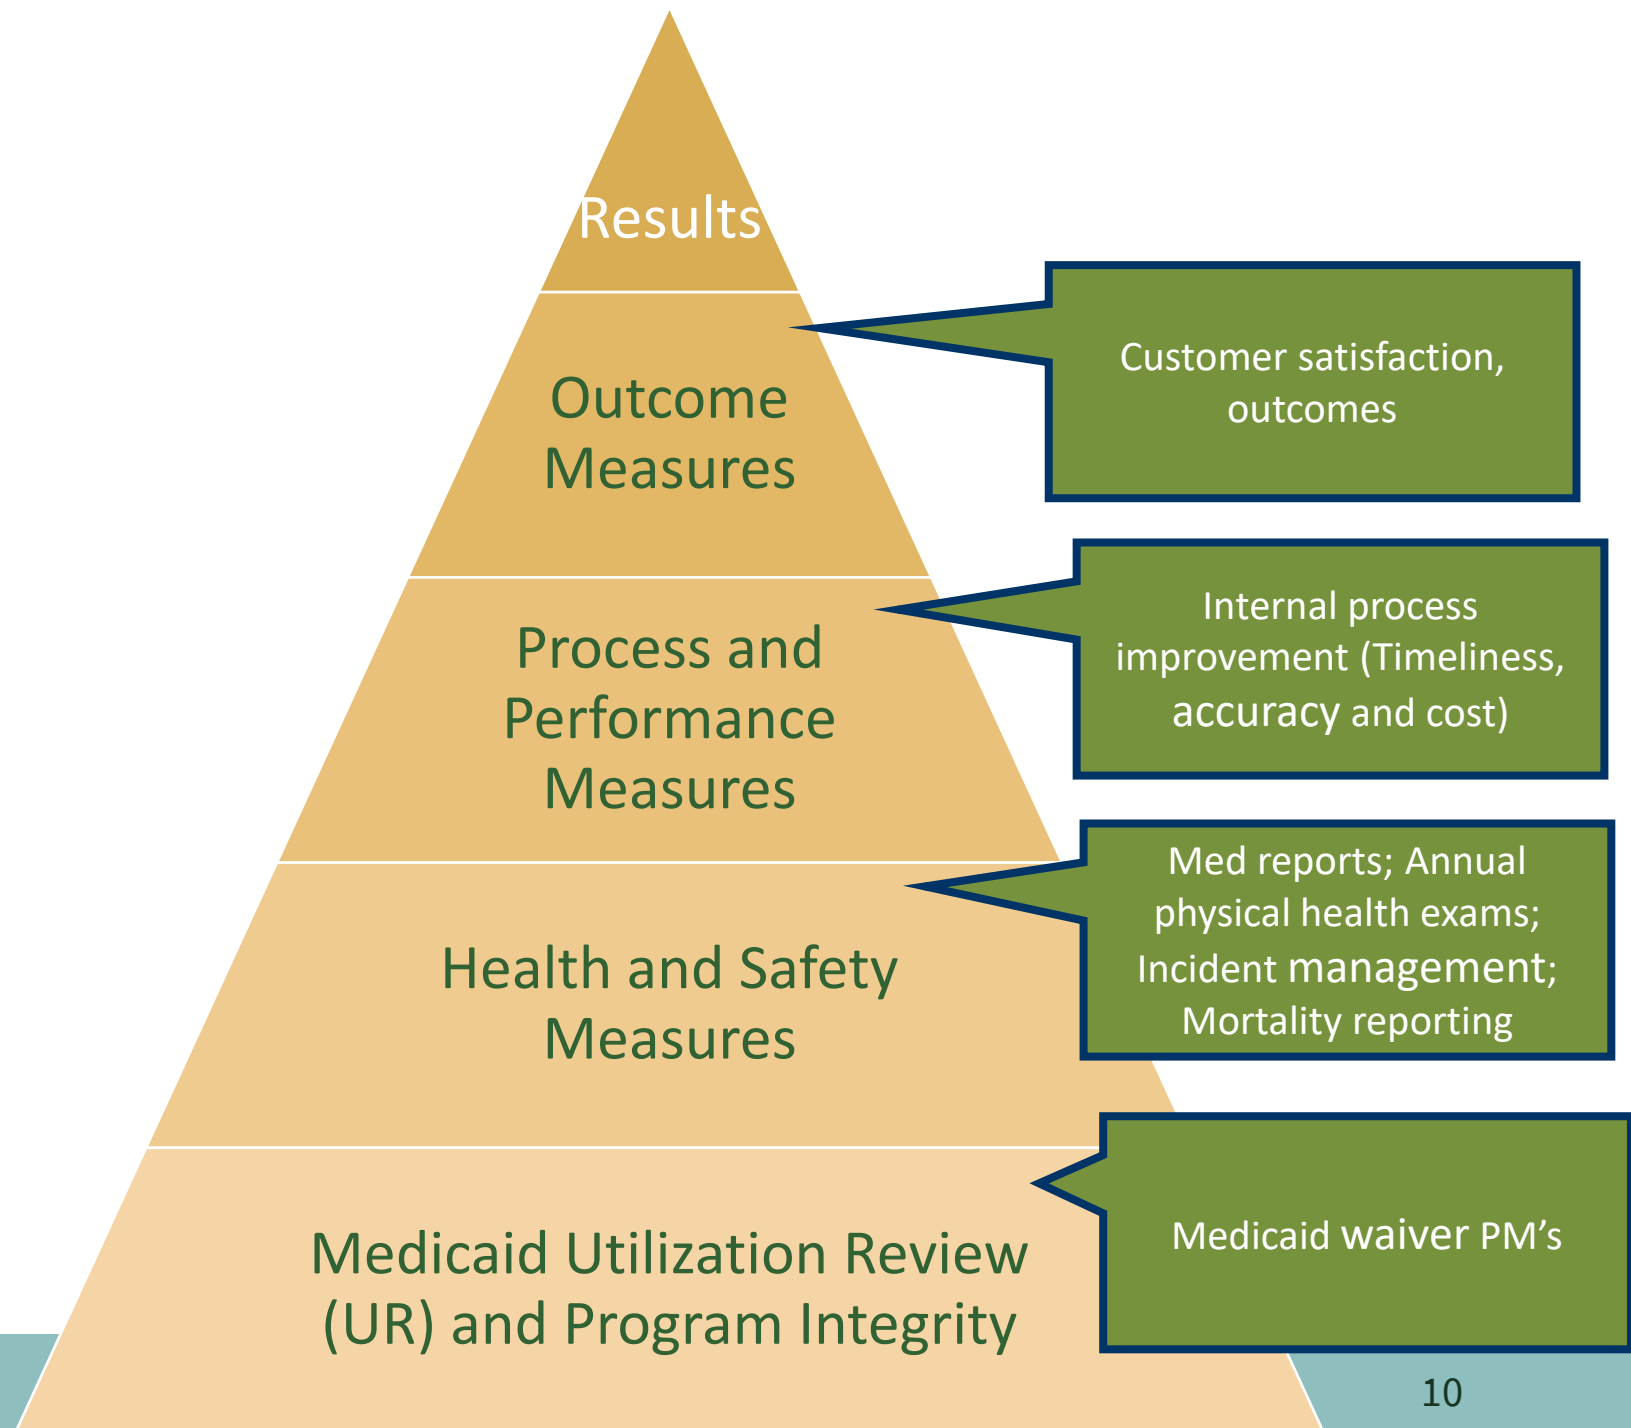 Results
Outcome
Measures
Customer satisfaction,
outcomes
Process and
Performance
Measures
Internal process
improvement (Timeliness,
accuracy and cost)
Health and Safety
Measures
Med reports; Annual
physical health exams;
Incident management;
Mortality reporting
Medicaid Utilization Review
(UR) and Program Integrity
Medicaid waiver PM’s
10